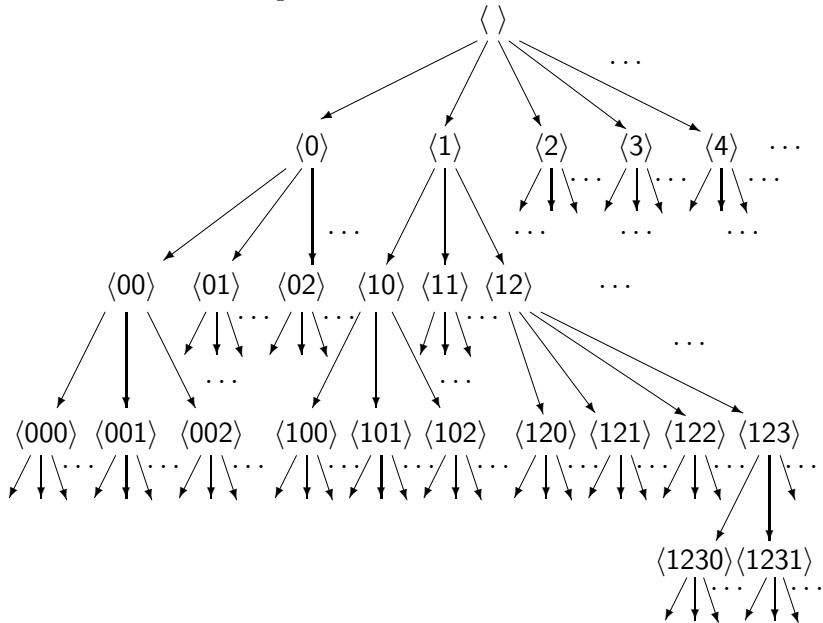 ⟨ ⟩
. . .
⟨0⟩ ⟨1⟩ ⟨2⟩ ⟨3⟩ ⟨4⟩ . . .
. . . . . . . . .
. . . . . . . . . . . .
⟨00⟩ ⟨01⟩ ⟨02⟩ ⟨10⟩ ⟨11⟩ ⟨12⟩ . . .
. . . . . . . . .
. . .
. . . . . .
⟨000⟩ ⟨001⟩ ⟨002⟩ ⟨100⟩ ⟨101⟩ ⟨102⟩ ⟨120⟩ ⟨121⟩ ⟨122⟩ ⟨123⟩
. . . . . . . . . . . . . . . . . . . . . . . . . . . . . .
⟨1230⟩ ⟨1231⟩
. . . . . .